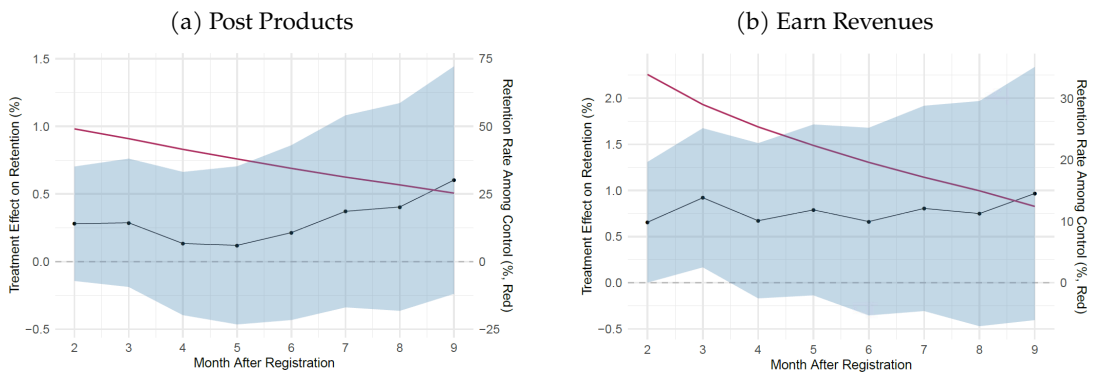 (a) Post Products
Treatment Effect on Retention (%)
1.5
1.0
0.5
0.0
−0.5
75
50
25
0
−25
Retention Rate Among Control (%, Red)
2 3 4 5 6 7 8 9
Month After Registration
(b) Earn Revenues
Treatment Effect on Retention (%)
2.0
1.5
1.0
0.5
0.0
−0.5
30
20
10
0
Retention Rate Among Control (%, Red)
2 3 4 5 6 7 8 9
Month After Registration